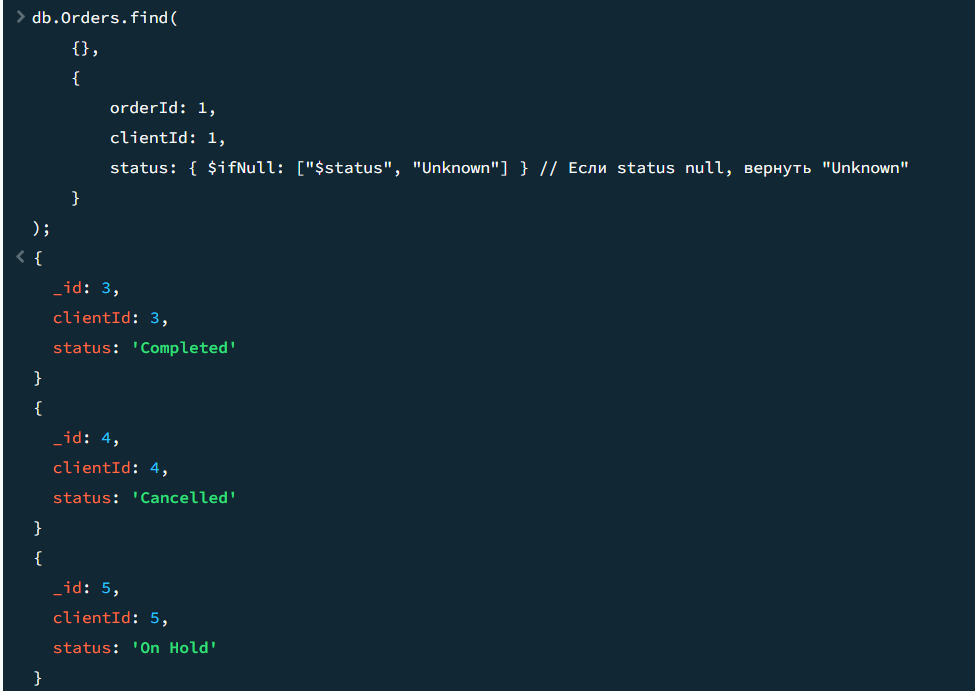 > db.Orders.find(
{},
{
orderId: 1,
clientId: 1,
status: { $ifNull: ["$status", "Unknown"] } // Если status null, вернуть "Unknown"
}
);
< {
_id: 3,
clientId: 3,
status: 'Completed'
}
{
_id: 4,
clientId: 4,
status: 'Cancelled'
}
{
_id: 5,
clientId: 5,
status: 'On Hold'
}